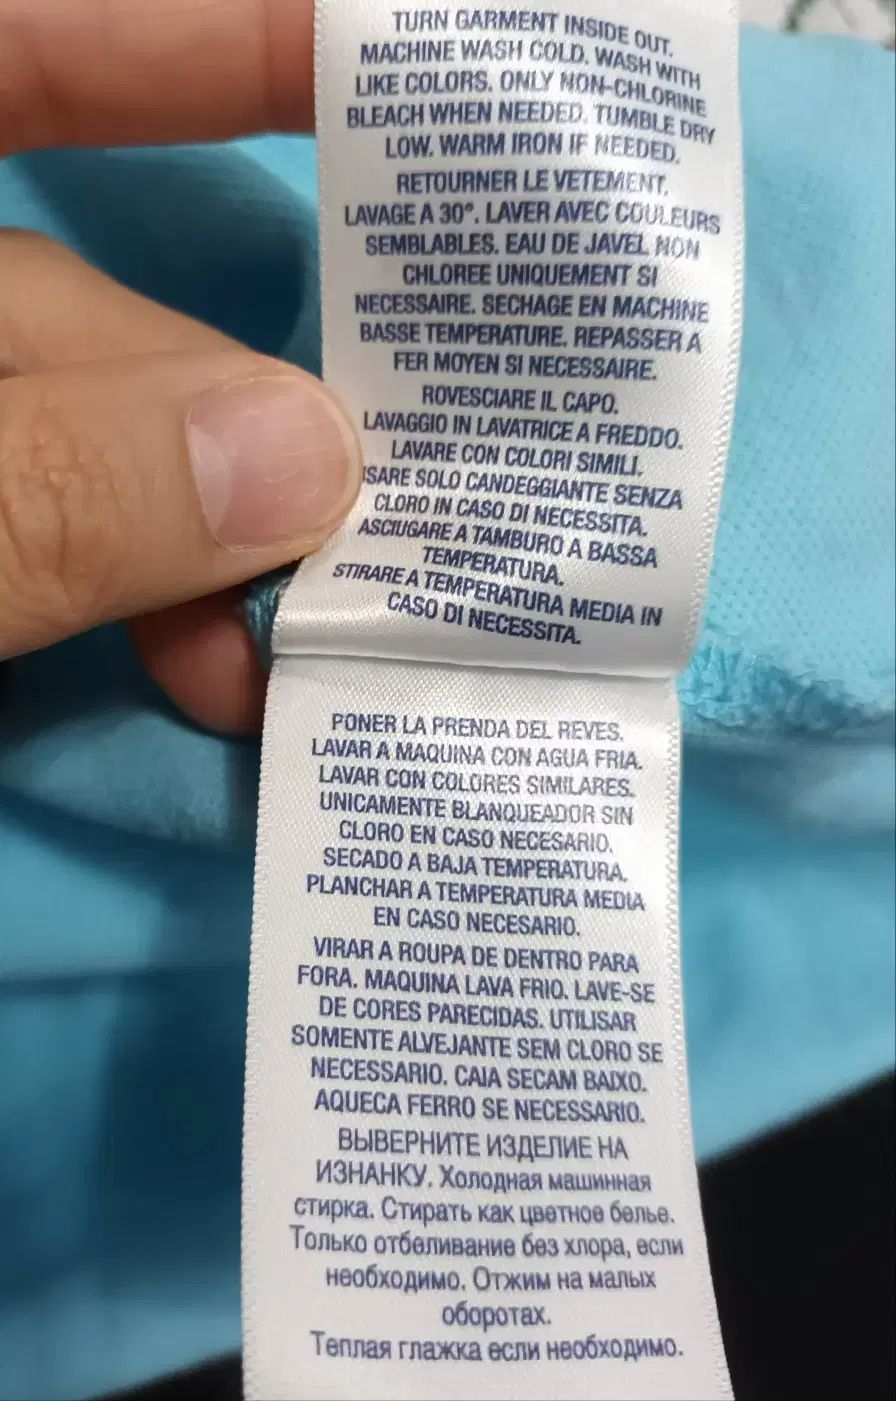 TURN GARMENT INSIDE OUT.
MACHINE WASH COLD. WASH WITH
LIKE COLORS. ONLY NON-CHLORINE
BLEACH WHEN NEEDED. TUMBLE DRY
LOW. WARM IRON IF NEEDED.
RETOURNER LE VETEMENT.
LAVAGE A 30°. LAVER AVEC COULEURS
SEMBLABLES. EAU DE JAVEL NON
CHLOREE UNIQUEMENT SI
NECESSAIRE. SECHAGE EN MACHINE
BASSE TEMPERATURE. REPASSER A
FER MOYEN SI NECESSAIRE.
ROVESCIARE IL CAPO.
LAVAGGIO IN LAVATRICE A FREDDO.
LAVARE CON COLORI SIMILI.
SOLO CANDEGGIANTE SENZA
CLORO IN CASO DI NECESSITA.
ASCIUGARE A TAMBURO A BASSA
TEMPERATURA.
STIRARE A TEMPERATURA MEDIA IN
CASO DI NECESSITA.
PONER LA PRENDA DEL REVES.
LAVAR A MAQUINA CON AGUA FRIA.
LAVAR CON COLORES SIMILARES.
UNICAMENTE BLANQUEADOR SIN
CLORO EN CASO NECESARIO.
SECADO A BAJA TEMPERATURA.
PLANCHAR A TEMPERATURA MEDIA
EN CASO NECESARIO.
VIRAR A ROUPA DE DENTRO PARA
FORA. MAQUINA LAVA FRIO. LAVE-SE
DE CORES PARECIDAS. UTILISAR
SOMENTE ALVEJANTE SEM CLORO SE
NECESSARIO. CAIA SECAM BAIXO.
AQUECA FERRO SE NECESSARIO.
ВЫВЕРНИТЕ ИЗДЕЛИЕ НА
ИЗНАНКУ. Холодная машинная
стирка. Стирать как цветное белье.
Только отбеливание без хлора, если
необходимо. Отжим на малых
оборотах.
Теплая глажка если необходимо.